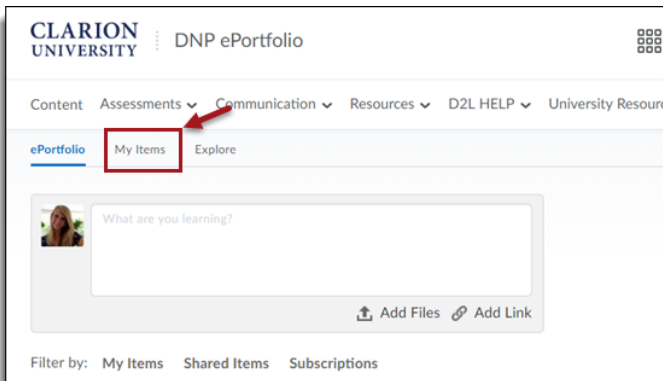 CLARION
UNIVERSITY
DNP ePortfolio
Content Assessments Communication Resources D2L HELP University Resour
ePortfolio My Items Explore
What are you learning?
Add Files Add Link
Filter by: My Items Shared Items Subscriptions